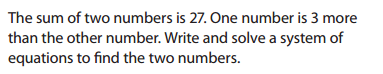 The sum of two numbers is 27. One number is 3 more
than the other number. Write and solve a system of
equations to find the two numbers.